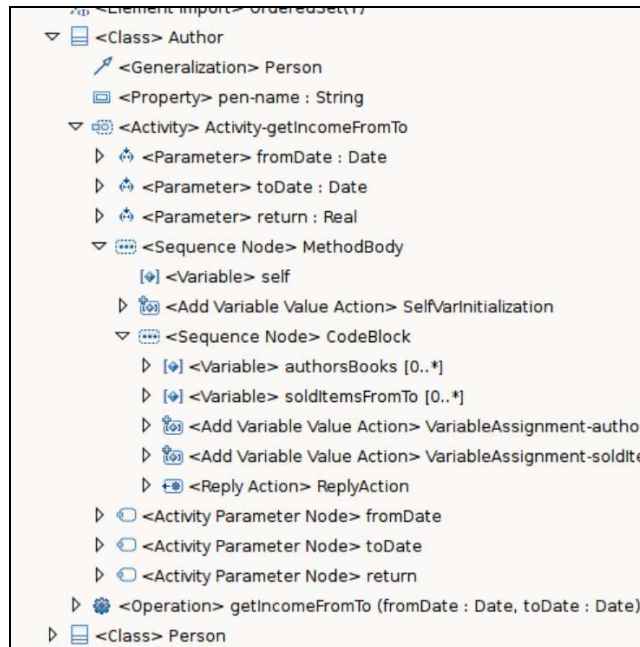 <Element Import> OrderedSet(T)
<Class> Author
<Generalization> Person
<Property> pen-name : String
<Activity> Activity-getIncomeFromTo
<Parameter> fromDate : Date
<Parameter> toDate : Date
<Parameter> return : Real
<Sequence Node> MethodBody
<Variable> self
<Add Variable Value Action> SelfVarInitialization
<Sequence Node> CodeBlock
<Variable> authorsBooks [0..*]
<Variable> soldItemsFromTo [0..*]
<Add Variable Value Action> VariableAssignment-autho
<Add Variable Value Action> VariableAssignment-soldIte
<Reply Action> ReplyAction
<Activity Parameter Node> fromDate
<Activity Parameter Node> toDate
<Activity Parameter Node> return
<Operation> getIncomeFromTo (fromDate : Date, toDate : Date)
<Class> Person